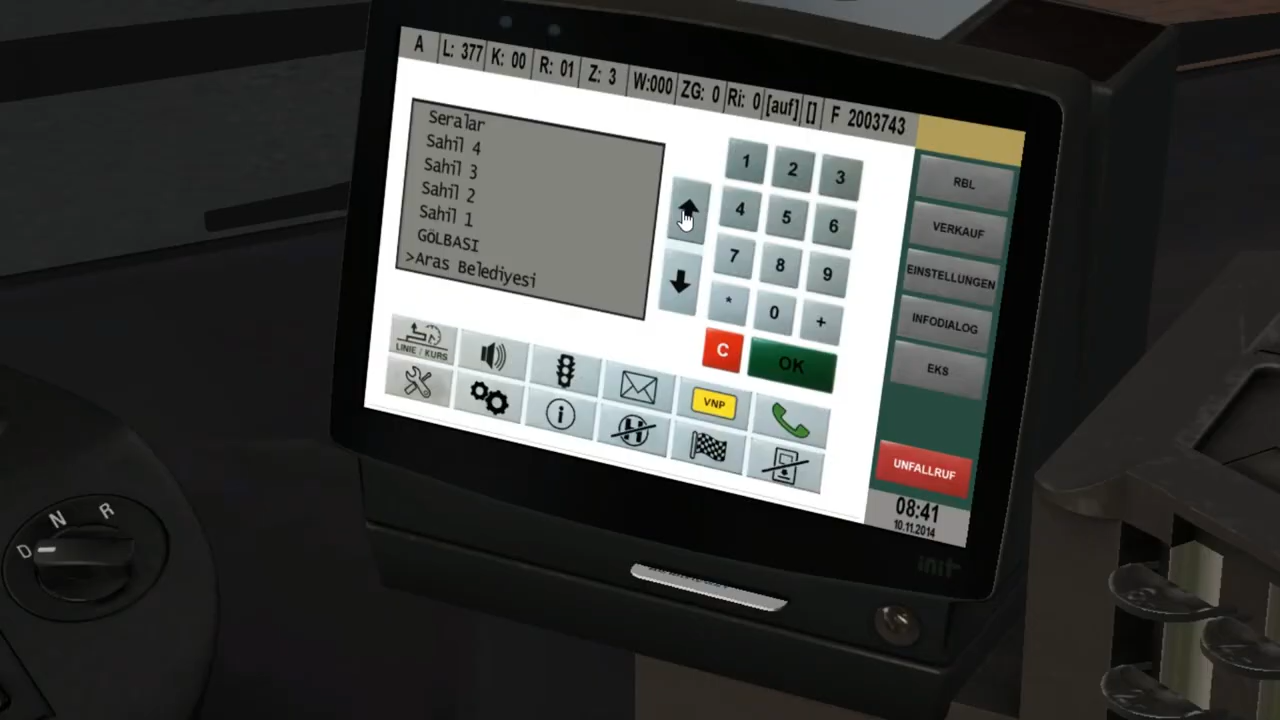 A L: 377 K: 00 R: 01 Z: 3 W:000 ZG: 0 Ri: 0 [auf] [] F 2003743
Seralar
Sahil 4
Sahil 3
Sahil 2
Sahil 1
GÖLBASI
>Aras Belediyesi
1 2 3
4 5 6
7 8 9
* 0 +
C OK
LINIE / KURS
VNP
RBL
VERKAUF
EINSTELLUNGEN
INFODIALOG
EKS
UNFALLRUF
08:41
10.11.2014
init
D N R